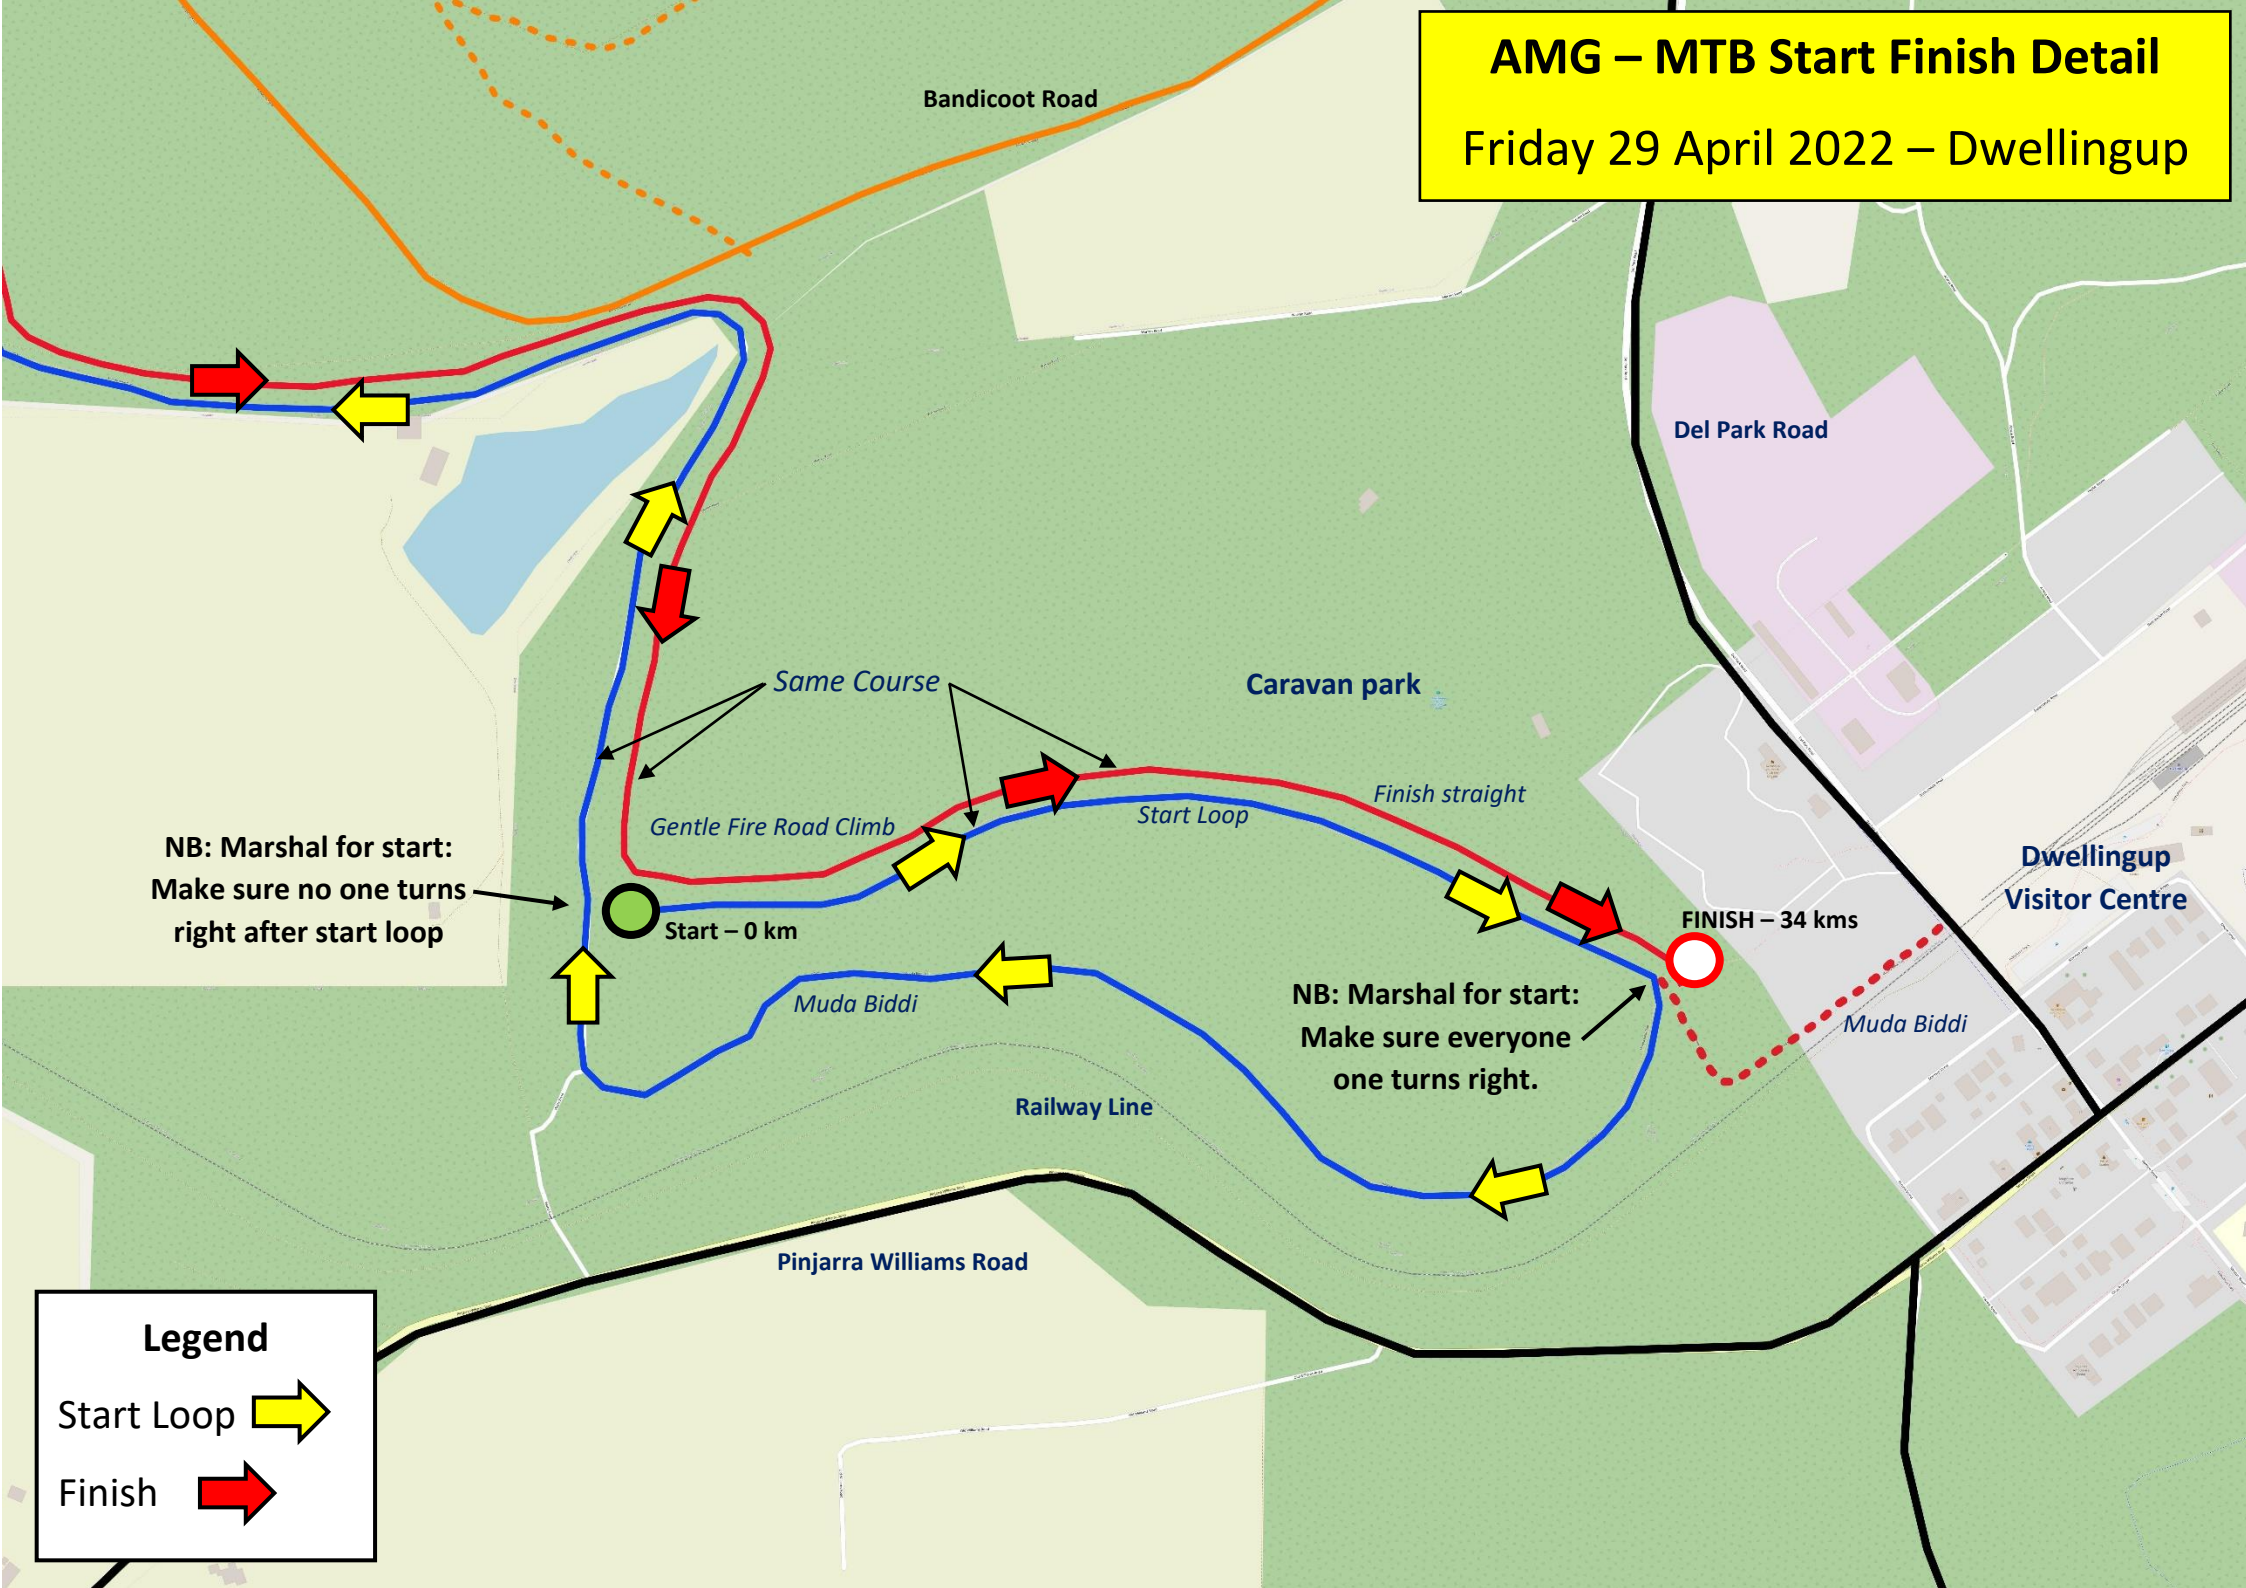 AMG – MTB Start Finish Detail
Friday 29 April 2022 – Dwellingup
Bandicoot Road
Del Park Road
Same Course
Caravan park
Finish straight
Start Loop
Gentle Fire Road Climb
NB: Marshal for start:
Make sure no one turns
right after start loop
Start – 0 km
Dwellingup
Visitor Centre
FINISH – 34 kms
Muda Biddi
NB: Marshal for start:
Make sure everyone
one turns right.
Muda Biddi
Railway Line
Pinjarra Williams Road
Legend
Start Loop
Finish